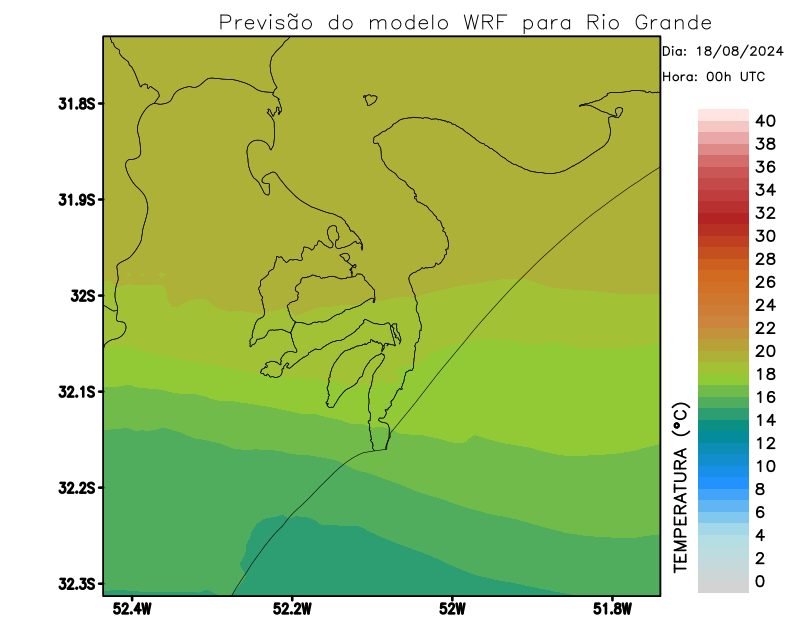 Previsão do modelo WRF para Rio Grande
Dia: 18/08/2024
Hora: 00h UTC
31.8S
31.9S
32S
32.1S
32.2S
32.3S
52.4W
52.2W
52W
51.8W
TEMPERATURA (°C)
40
38
36
34
32
30
28
26
24
22
20
18
16
14
12
10
8
6
4
2
0